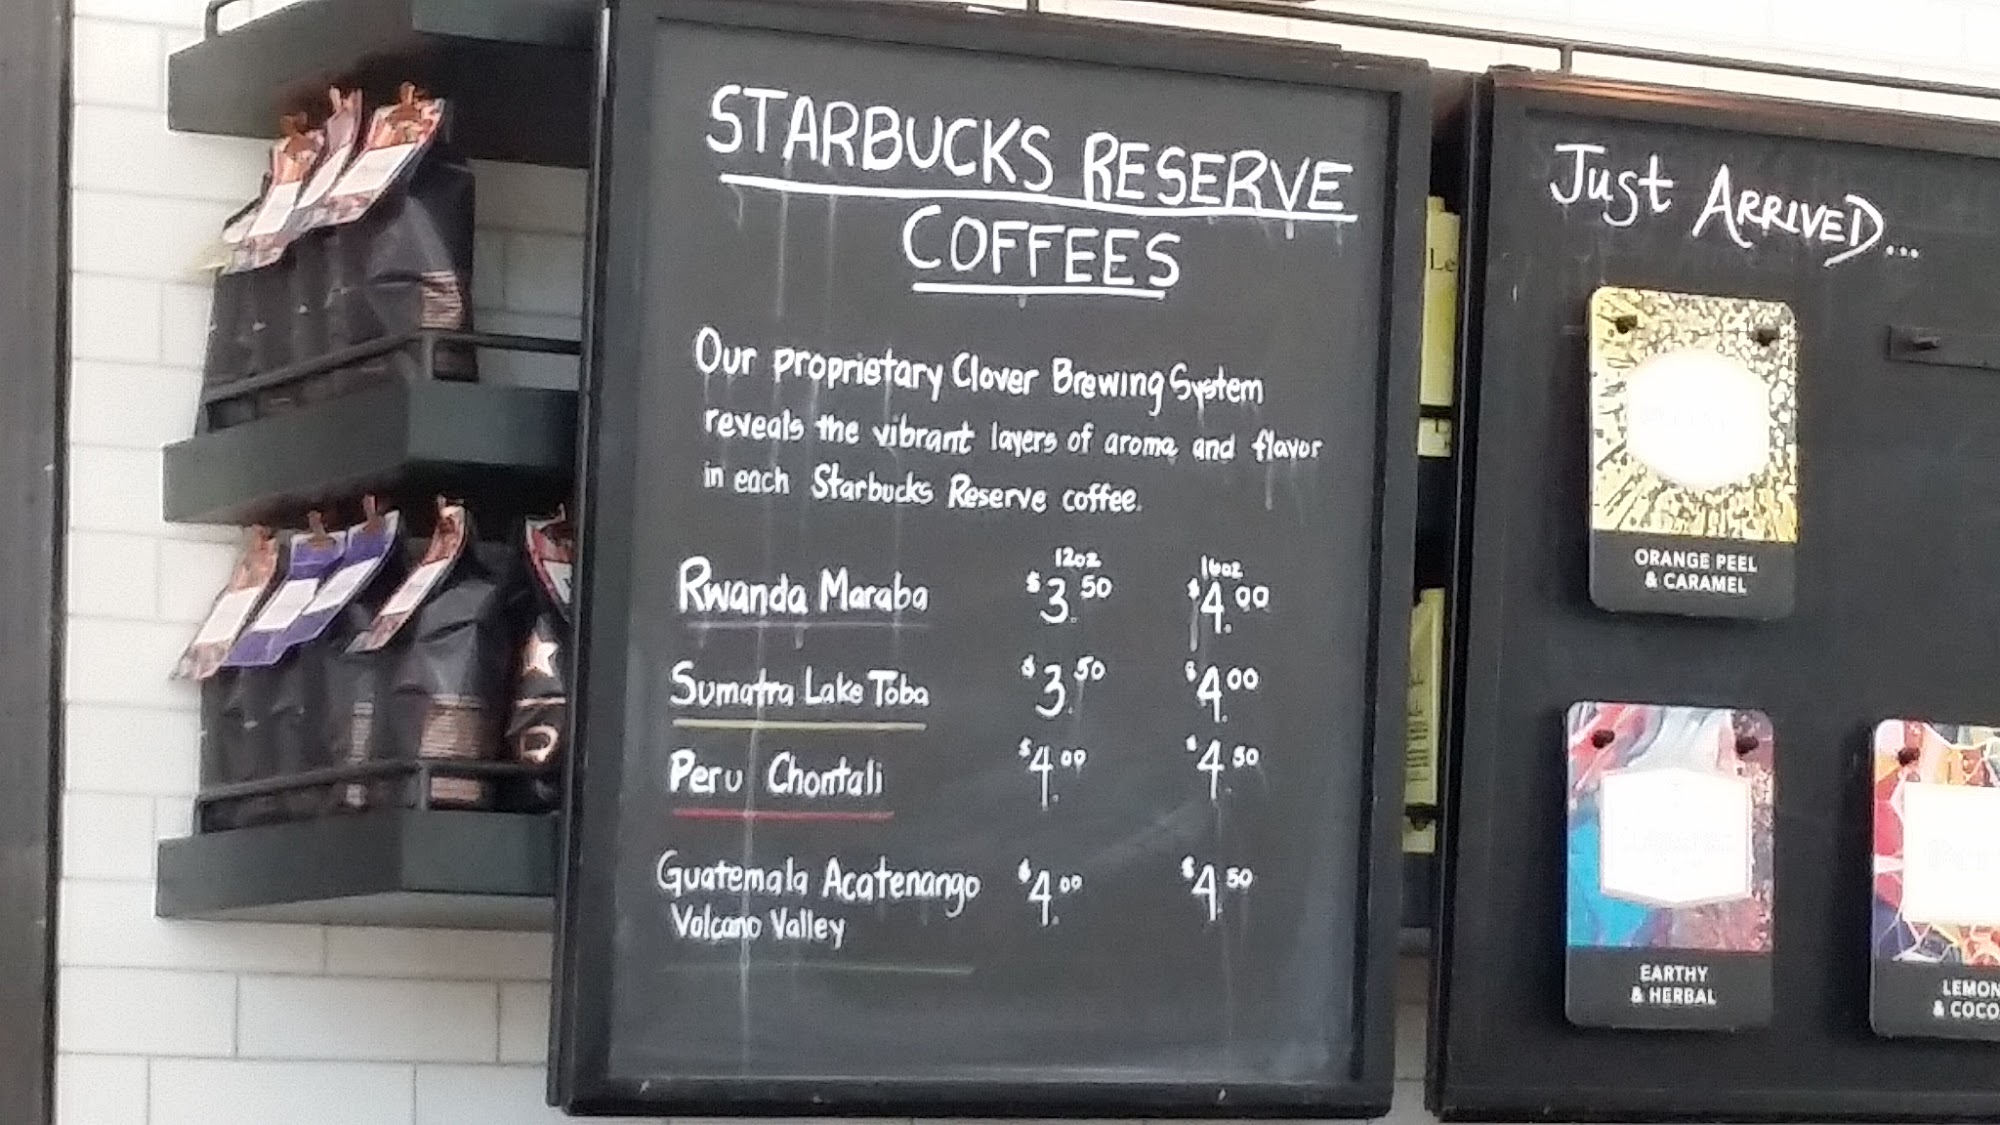 STARBUCKS RESERVE
COFFEES
Our proprietary Clover Brewing System
reveals the vibrant layers of aroma and flavor
in each Starbucks Reserve coffee.
12oz 16oz
Rwanda Maraba $3.50 $4.00
Sumatra Lake Toba $3.50 $4.00
Peru Chontali $4.00 $4.50
Guatemala Acatenango $4.00 $4.50
Volcano Valley
Just ARRIVED...
ORANGE PEEL
& CARAMEL
EARTHY
& HERBAL
LEMON
& COCO
Le